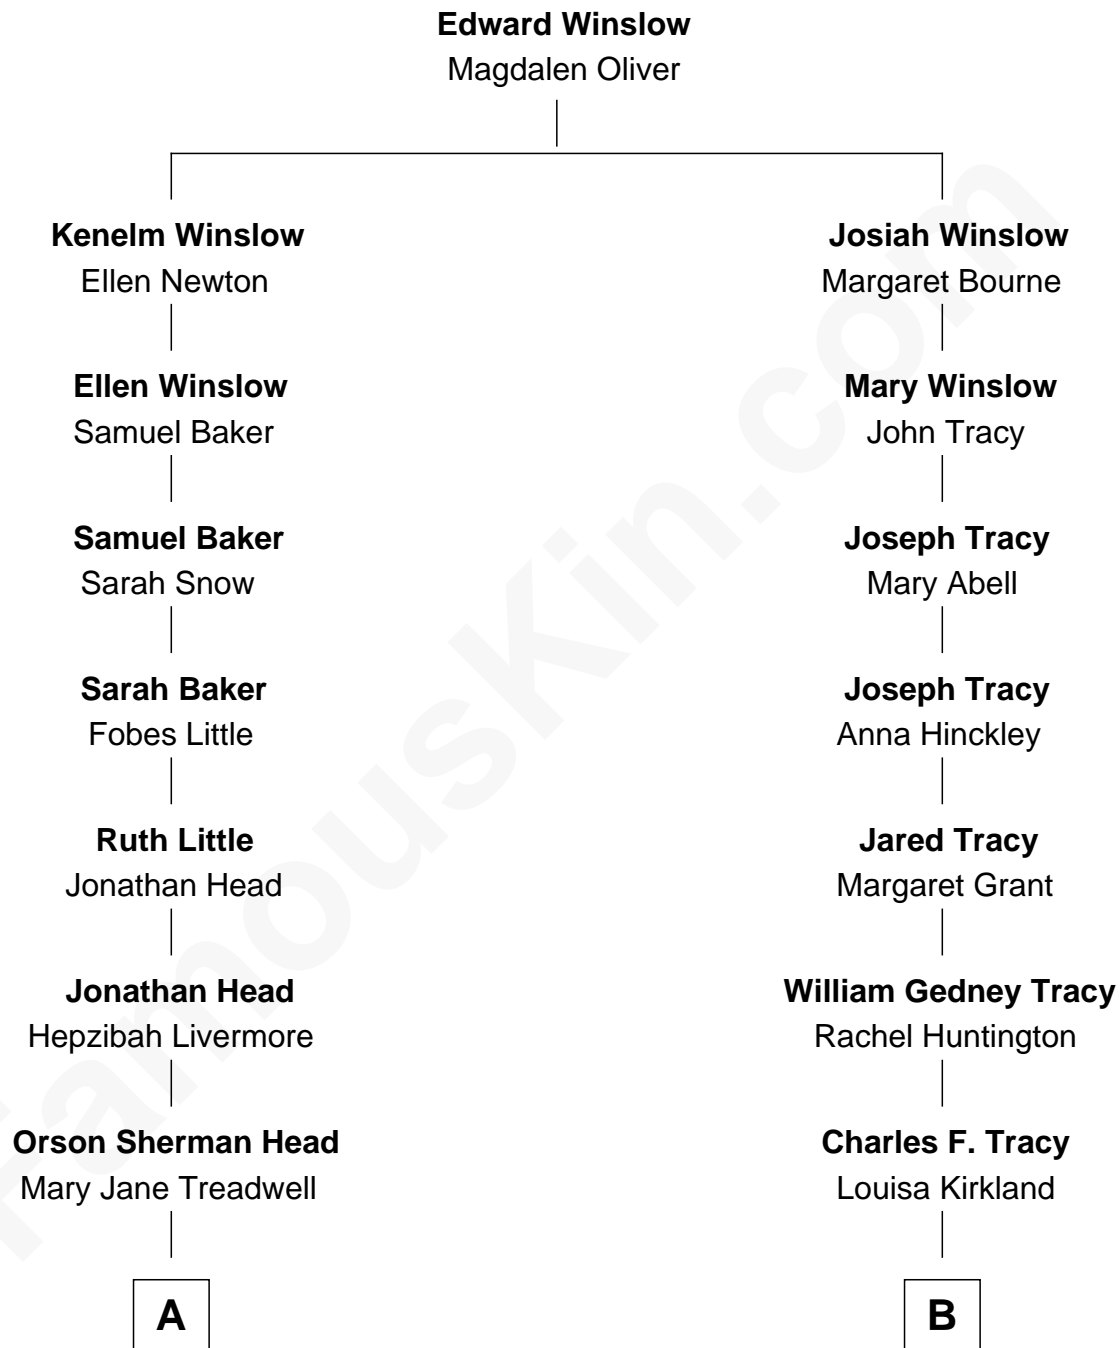 Edward Winslow
Magdalen Oliver
Kenelm Winslow
Ellen Newton
Josiah Winslow
Margaret Bourne
Ellen Winslow
Samuel Baker
Mary Winslow
John Tracy
Samuel Baker
Sarah Snow
Joseph Tracy
Mary Abell
Sarah Baker
Fobes Little
Joseph Tracy
Anna Hinckley
Ruth Little
Jonathan Head
Jared Tracy
Margaret Grant
Jonathan Head
Hepzibah Livermore
William Gedney Tracy
Rachel Huntington
Orson Sherman Head
Mary Jane Treadwell
Charles F. Tracy
Louisa Kirkland
A
B
FamousKin.com